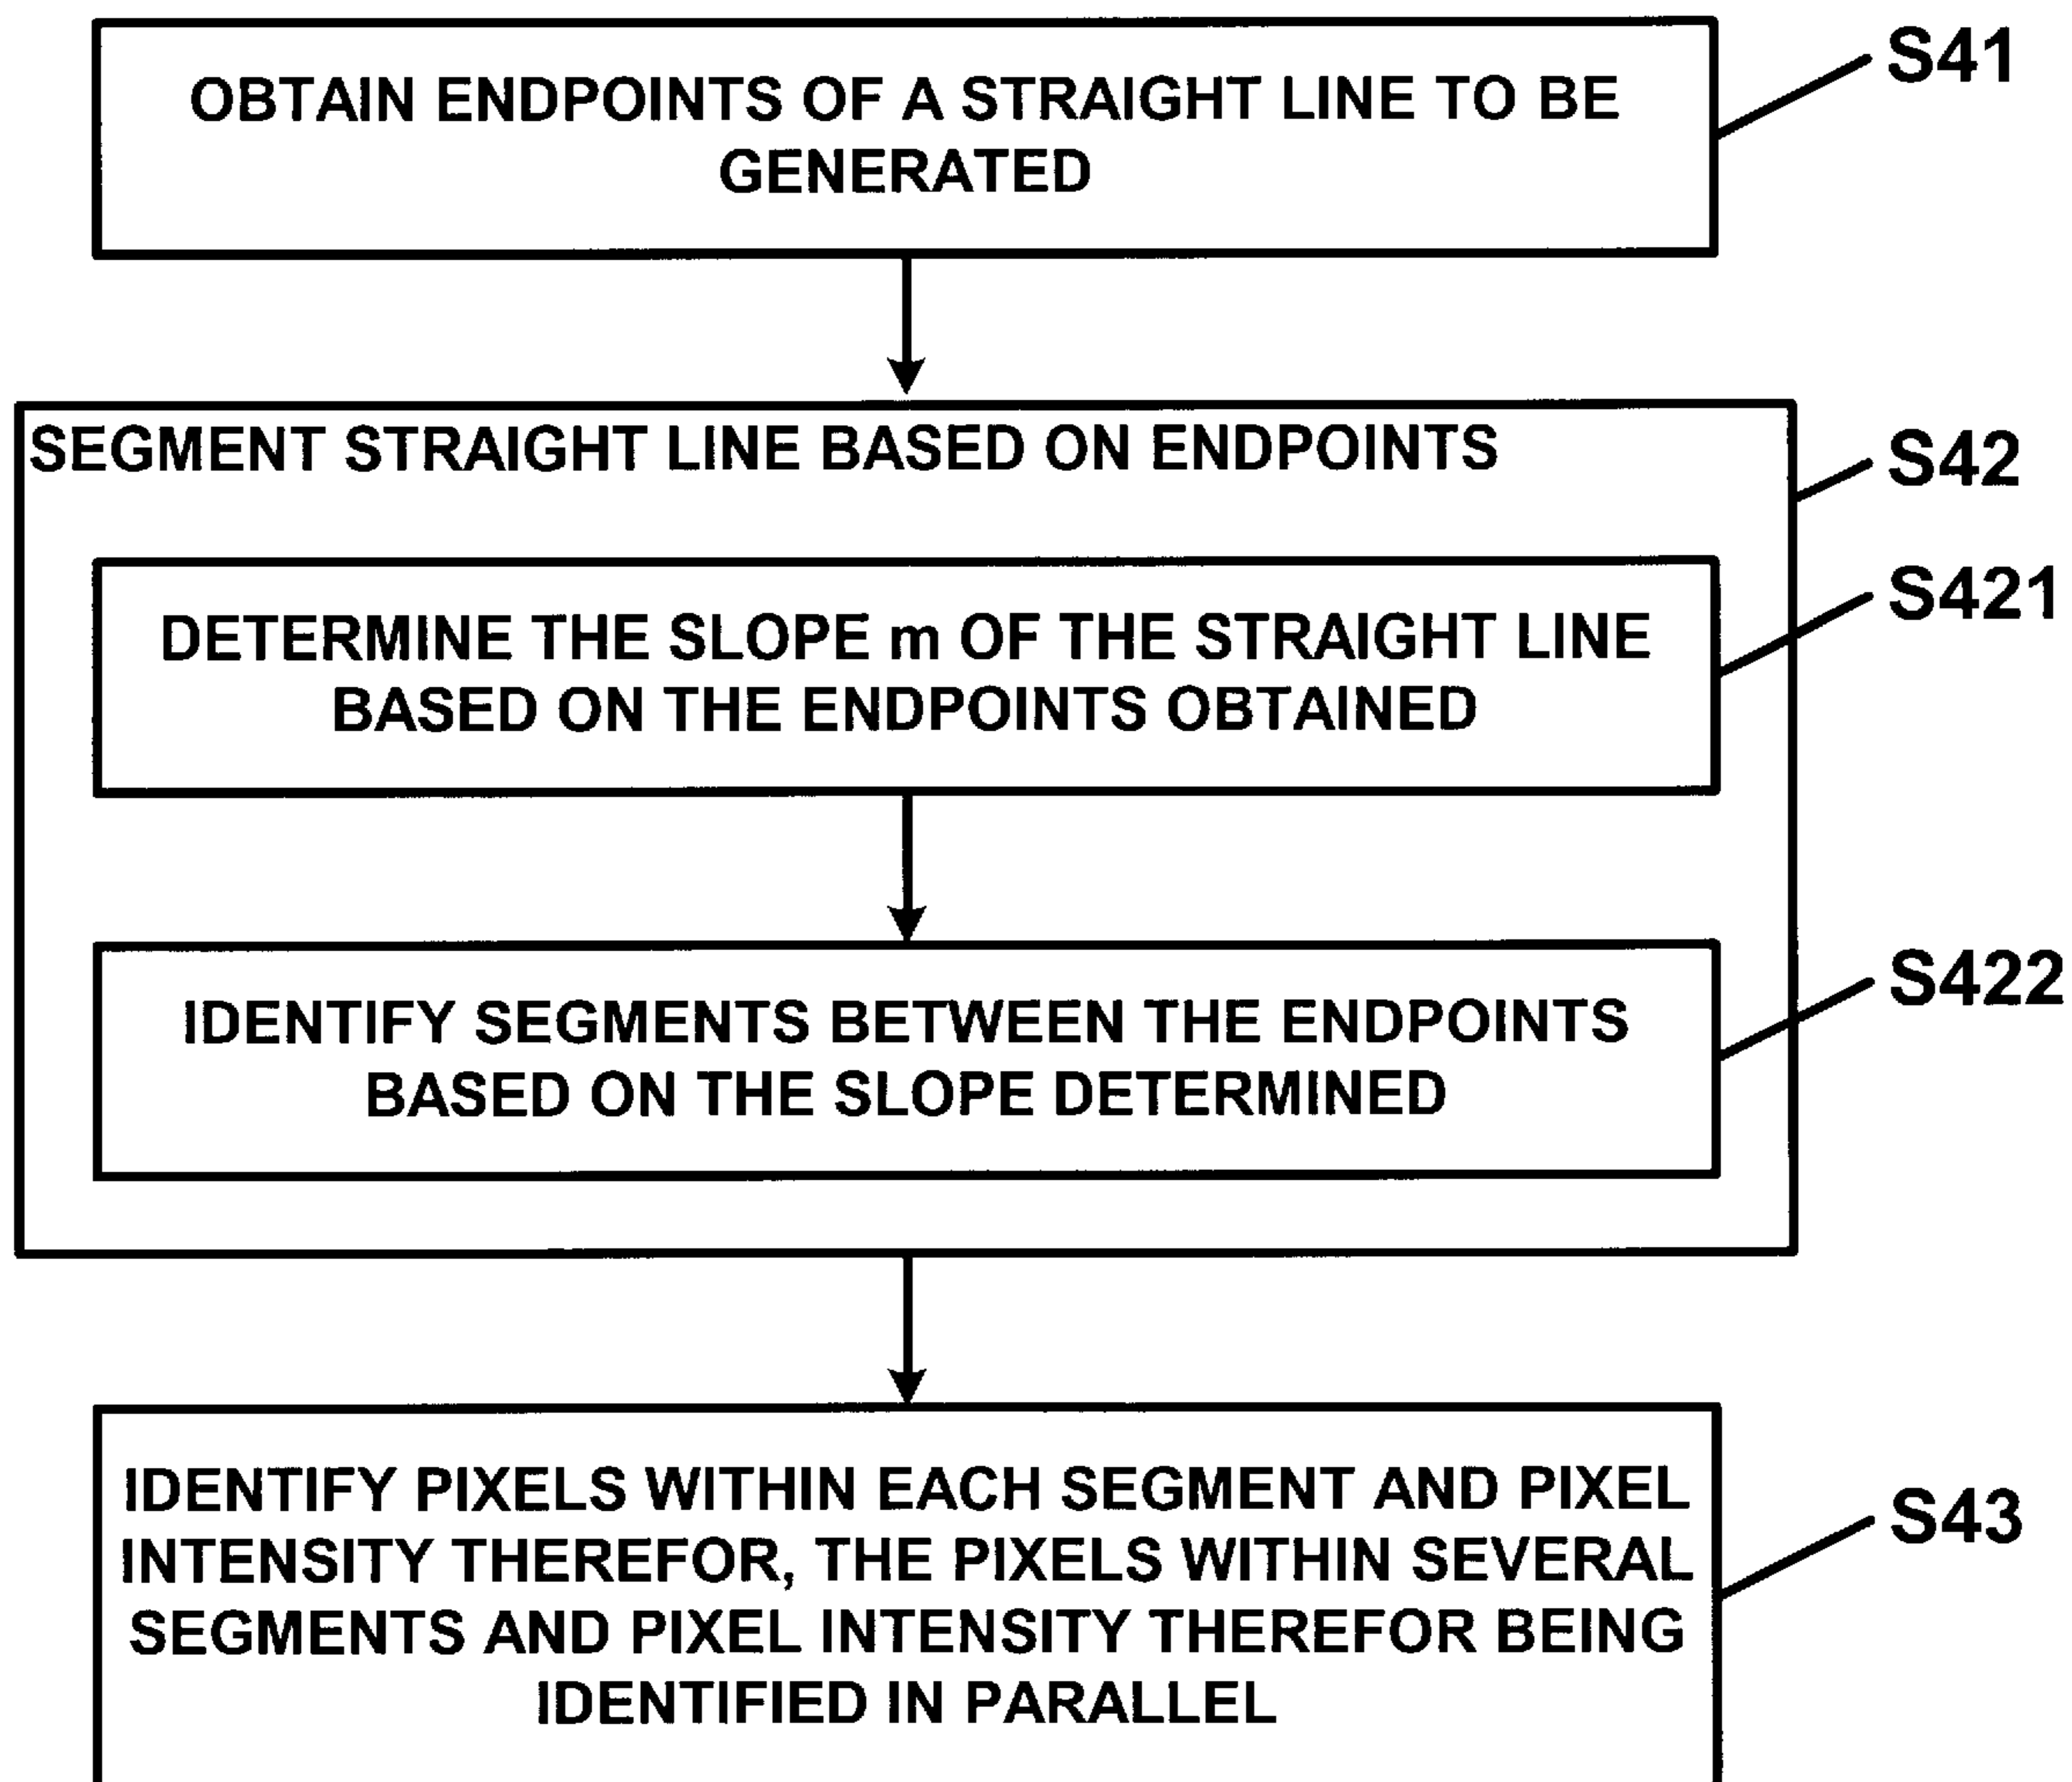 OBTAIN ENDPOINTS OF A STRAIGHT LINE TO BE
GENERATED
S41
SEGMENT STRAIGHT LINE BASED ON ENDPOINTS
S42
DETERMINE THE SLOPE m OF THE STRAIGHT LINE
BASED ON THE ENDPOINTS OBTAINED
S421
IDENTIFY SEGMENTS BETWEEN THE ENDPOINTS
BASED ON THE SLOPE DETERMINED
S422
IDENTIFY PIXELS WITHIN EACH SEGMENT AND PIXEL
INTENSITY THEREFOR, THE PIXELS WITHIN SEVERAL
SEGMENTS AND PIXEL INTENSITY THEREFOR BEING
IDENTIFIED IN PARALLEL
S43